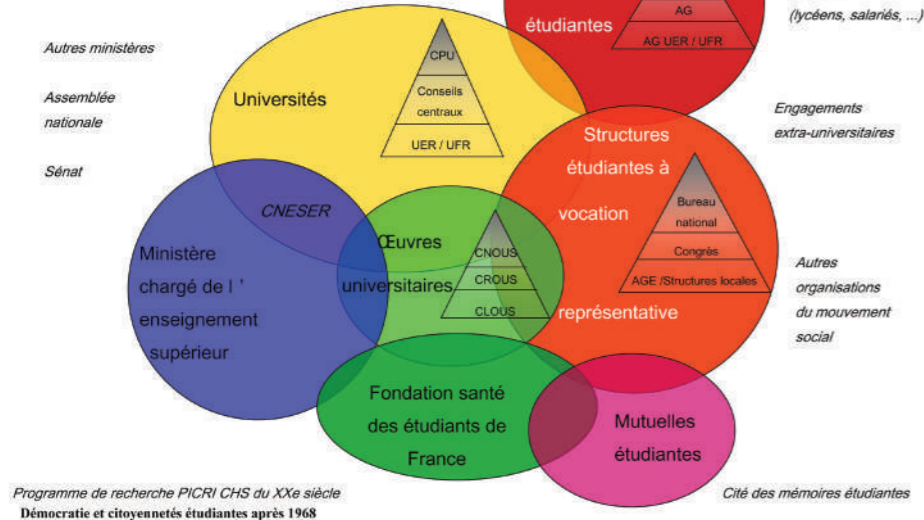 étudiantes
AG
AG UER / UFR
(lycéens, salariés, ...)
Autres ministères
Assemblée
nationale
Sénat
Universités
CPU
Conseils
centraux
UER / UFR
Engagements
extra-universitaires
Structures
étudiantes à
vocation
représentative
Bureau
national
Congrès
AGE /Structures locales
CNESER
Ministère
chargé de l '
enseignement
supérieur
Œuvres
universitaires
CNOUS
CROUS
CLOUS
Autres
organisations
du mouvement
social
Fondation santé
des étudiants de
France
Mutuelles
étudiantes
Programme de recherche PICRI CHS du XXe siècle
Démocratie et citoyennetés étudiantes après 1968
Cité des mémoires étudiantes